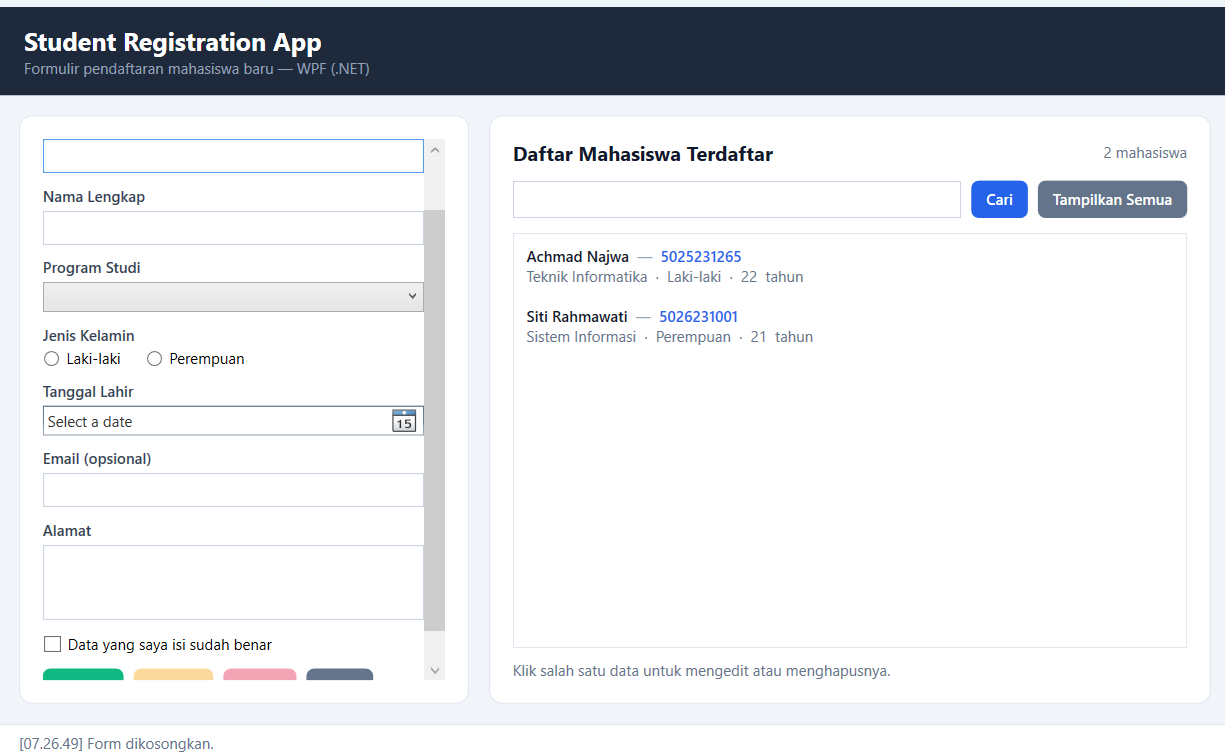 Student Registration App
Formulir pendaftaran mahasiswa baru — WPF (.NET)
Nama Lengkap
Program Studi
Jenis Kelamin
Laki-laki Perempuan
Tanggal Lahir
Select a date 15
Email (opsional)
Alamat
Data yang saya isi sudah benar
Daftar Mahasiswa Terdaftar 2 mahasiswa
Cari Tampilkan Semua
Achmad Najwa — 5025231265
Teknik Informatika · Laki-laki · 22 tahun
Siti Rahmawati — 5026231001
Sistem Informasi · Perempuan · 21 tahun
Klik salah satu data untuk mengedit atau menghapusnya.
[07.26.49] Form dikosongkan.